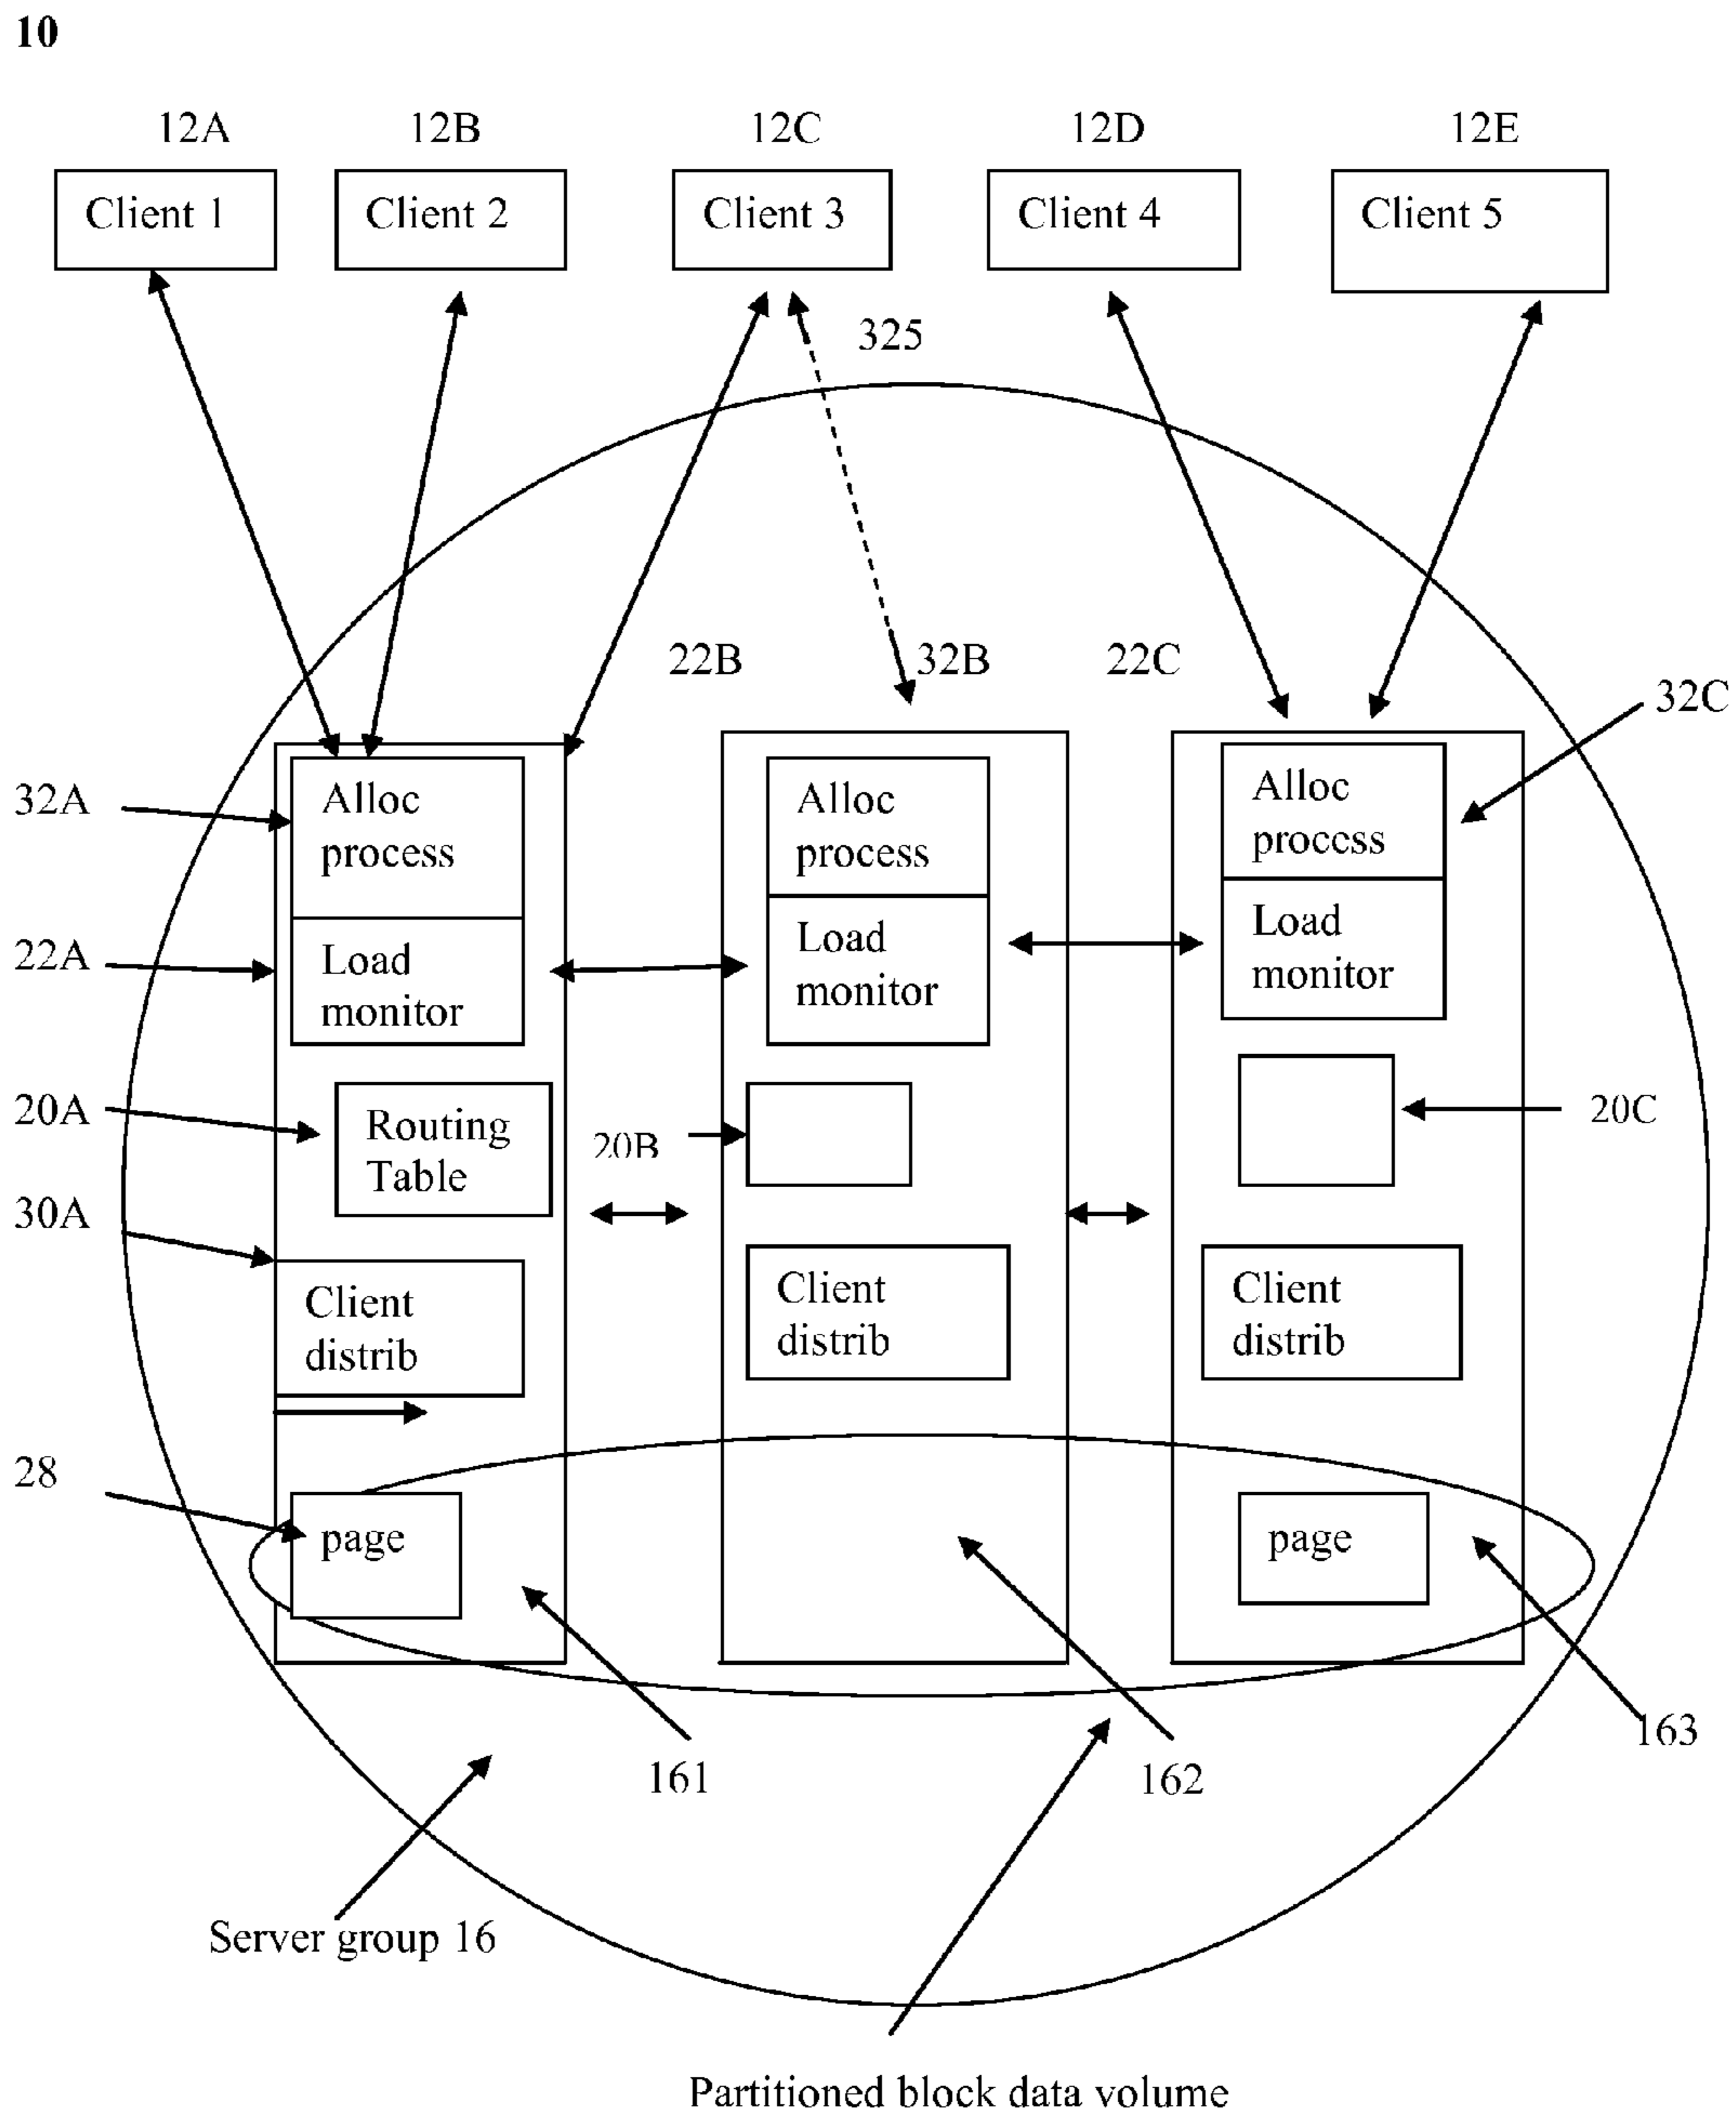 10
12A
12B
12C
12D
12E
Client 1
Client 2
Client 3
Client 4
Client 5
325
22B
32B
22C
32C
32A
Alloc
process
Alloc
process
Alloc
process
22A
Load
monitor
Load
monitor
Load
monitor
20A
Routing
Table
20B
20C
30A
Client
distrib
Client
distrib
Client
distrib
28
page
page
161
162
163
Server group 16
Partitioned block data volume